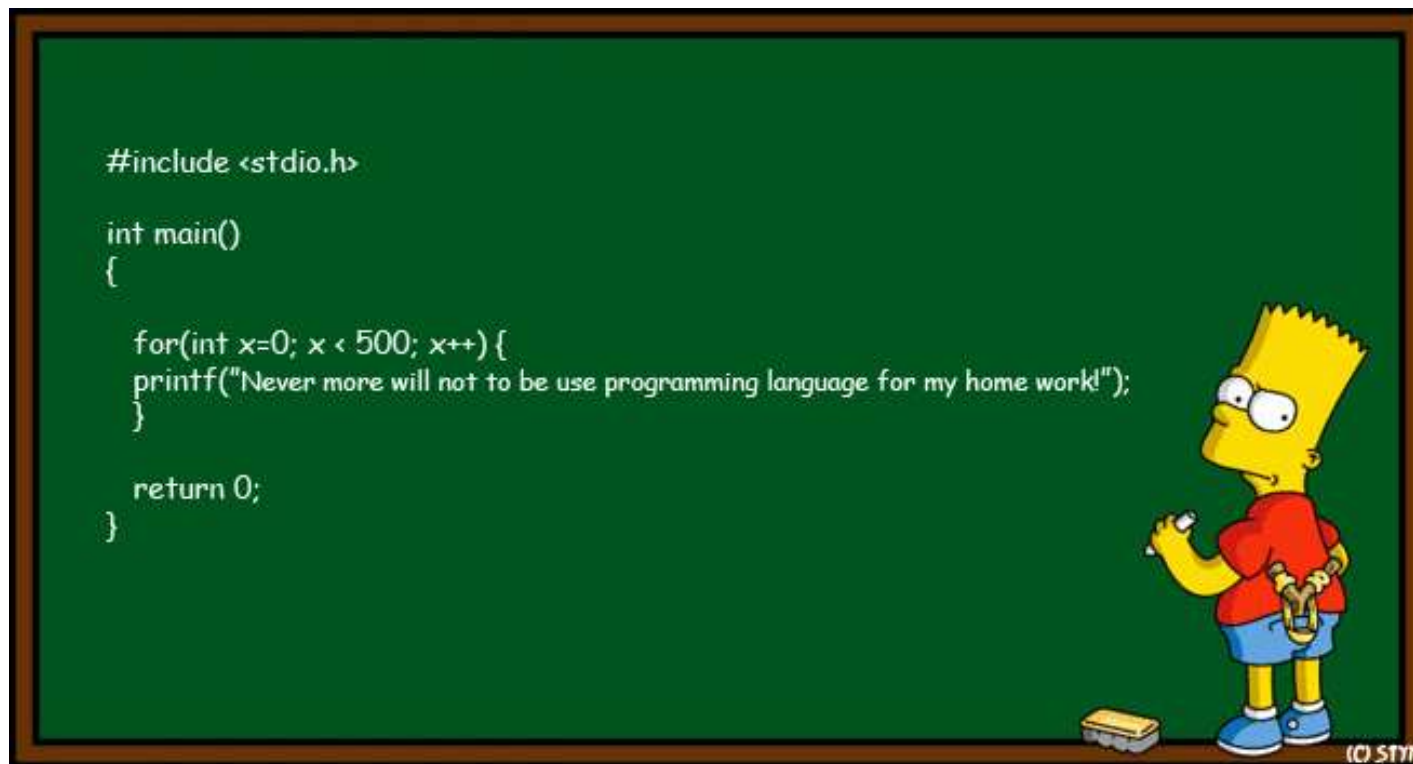 #include <stdio.h>
int main()
{
for(int x=0; x < 500; x++) {
printf("Never more will not to be use programming language for my home work!");
}
return 0;
}
(C)